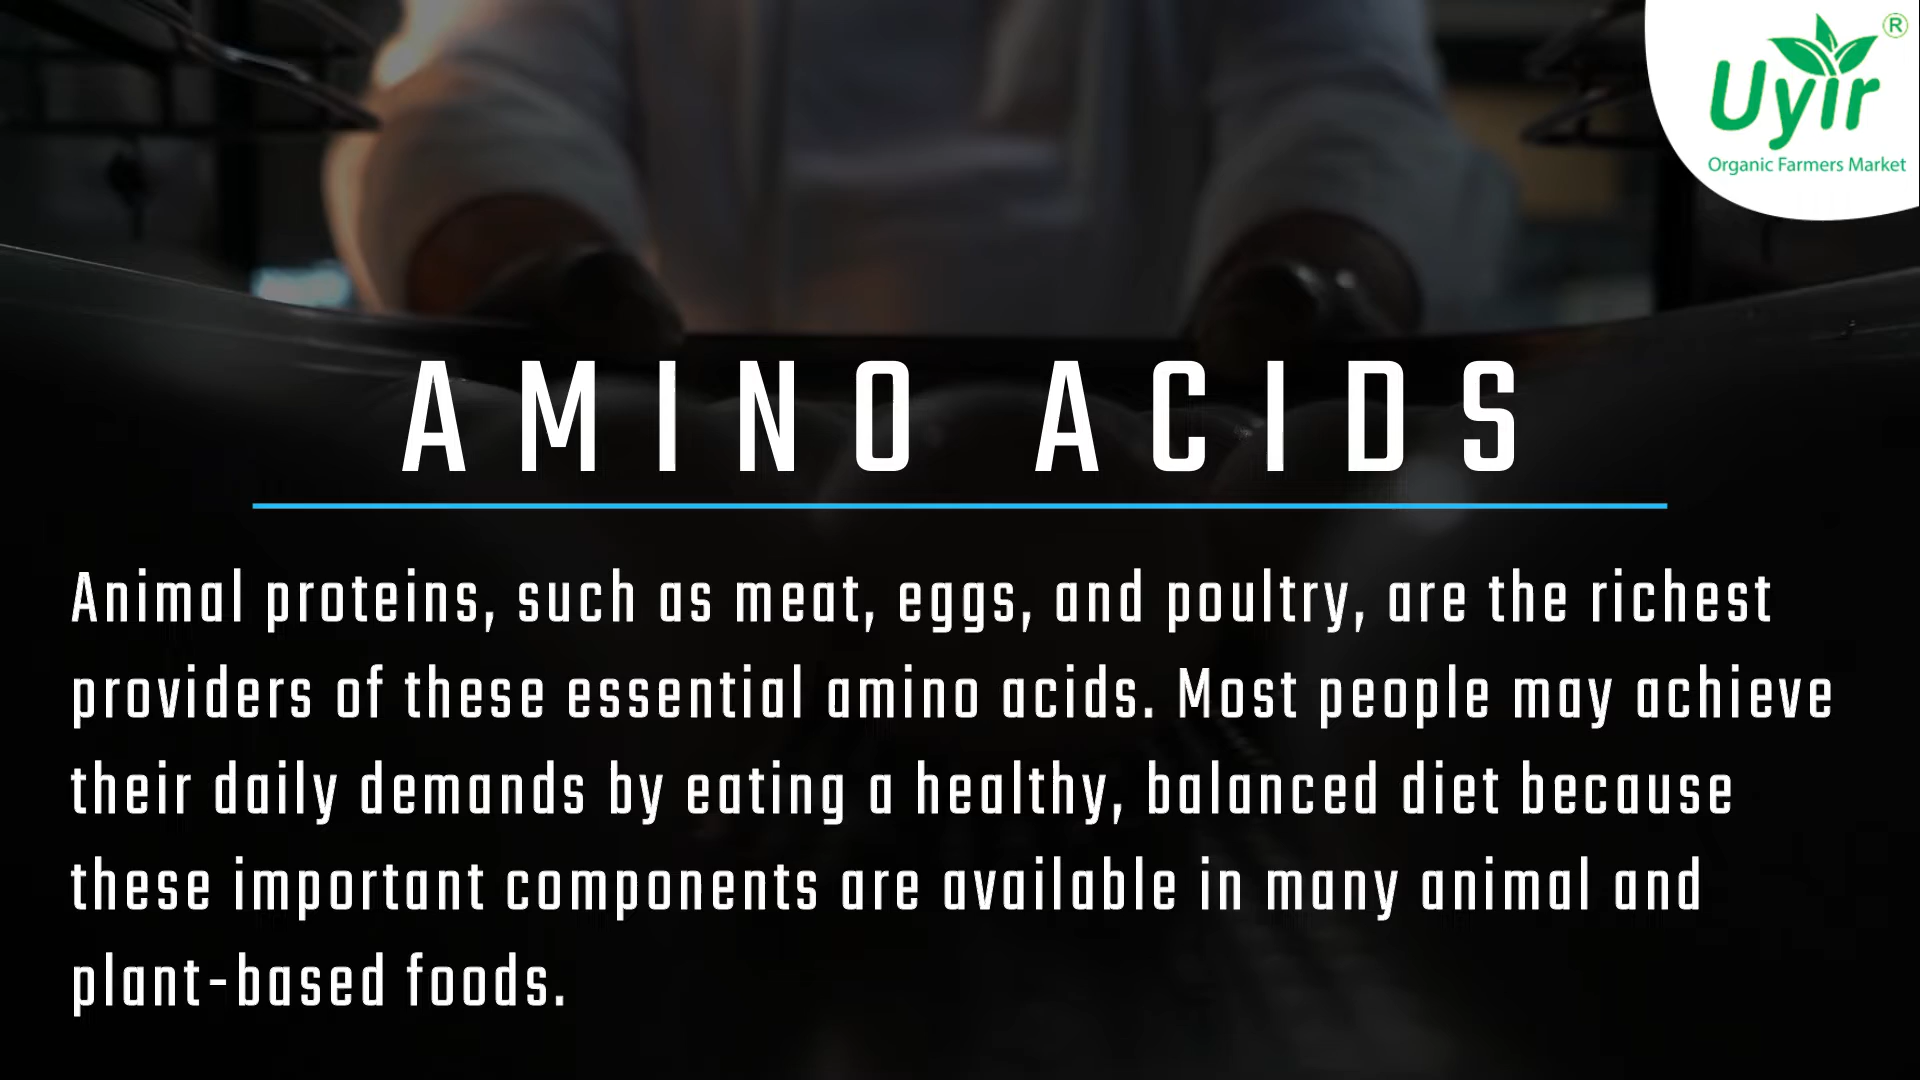 Uyir®
Organic Farmers Market
AMINO ACIDS
Animal proteins, such as meat, eggs, and poultry, are the richest
providers of these essential amino acids. Most people may achieve
their daily demands by eating a healthy, balanced diet because
these important components are available in many animal and
plant-based foods.